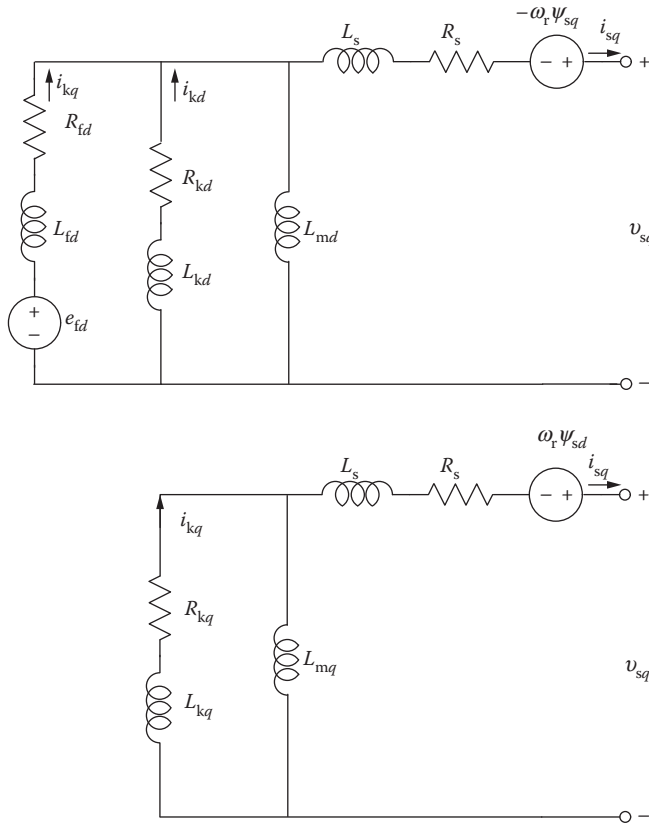 −ω_r ψ_sq
L_s
R_s
i_sq
− +
+
i_kq
i_kd
R_fd
R_kd
L_fd
L_kd
L_md
υ_sd
+
−
e_fd
−
ω_r ψ_sd
L_s
R_s
i_sq
− +
+
i_kq
R_kq
L_mq
L_kq
υ_sq
−